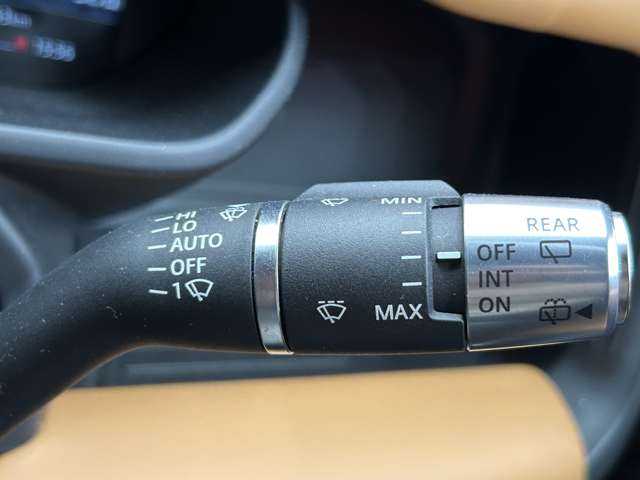 HI
LO
AUTO
OFF
1
MIN
MAX
REAR
OFF
INT
ON